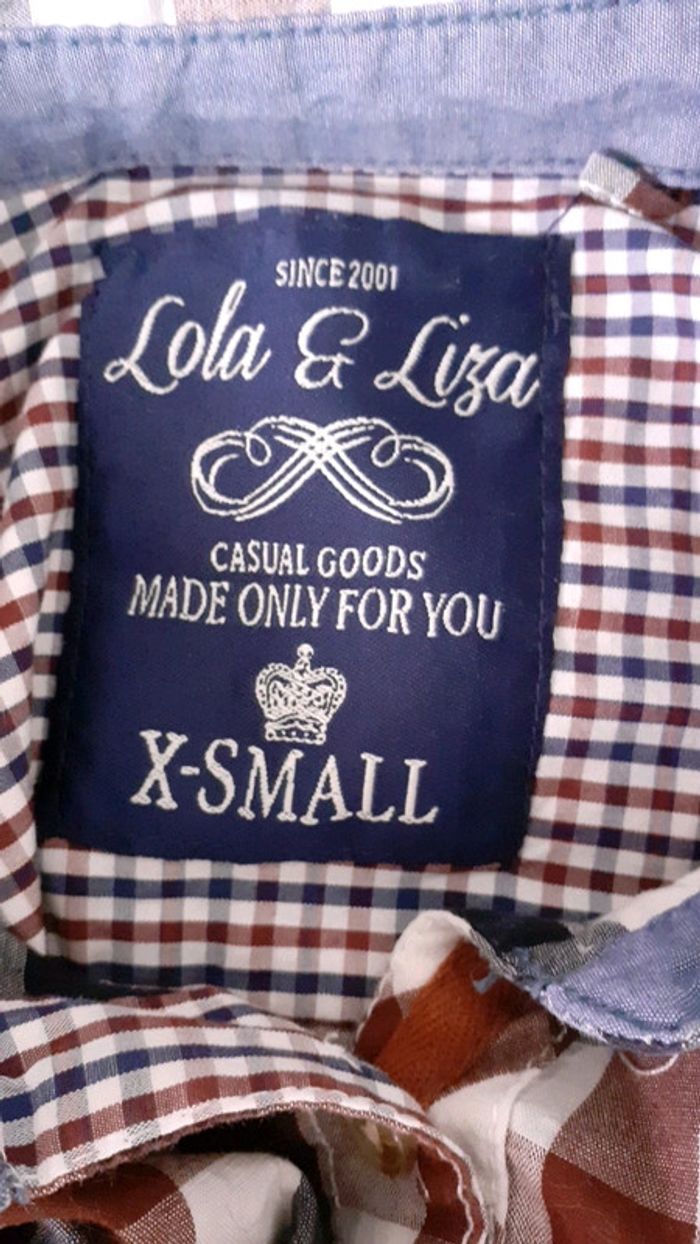 SINCE 2001
Lola & Liza
CASUAL GOODS
MADE ONLY FOR YOU
X-SMALL